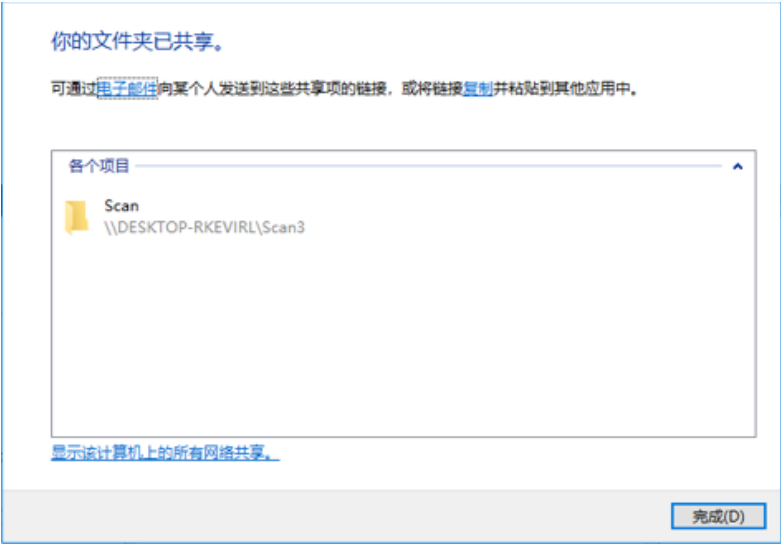 你的文件夹已共享。
可通过电子邮件向某个人发送到这些共享项的链接，或将链接复制并粘贴到其他应用中。
各个项目
Scan
\\DESKTOP-RKEVIRL\Scan3
显示该计算机上的所有网络共享。
完成(D)